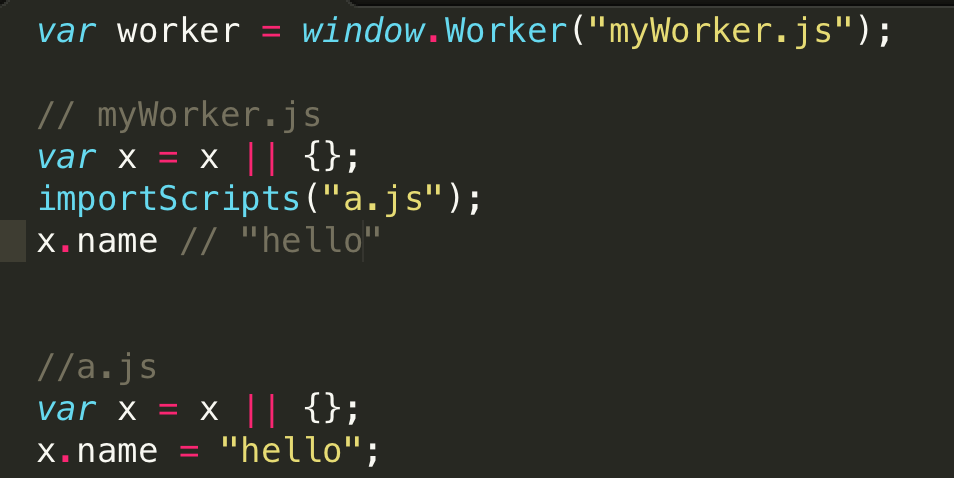 var worker = window.Worker("myWorker.js");
// myWorker.js
var x = x || {};
importScripts("a.js");
x.name // "hello"
//a.js
var x = x || {};
x.name = "hello";